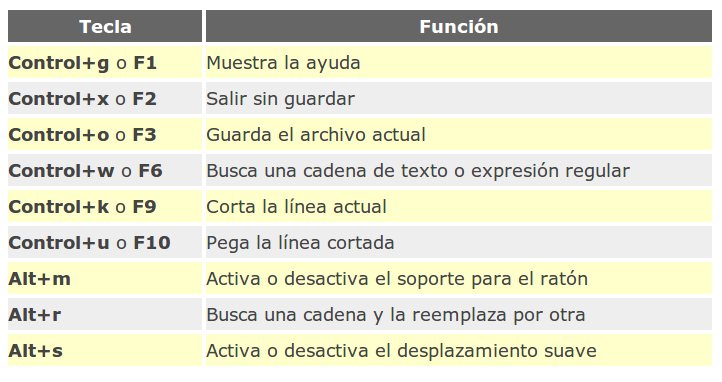 Tecla Función
Control+g o F1 Muestra la ayuda
Control+x o F2 Salir sin guardar
Control+o o F3 Guarda el archivo actual
Control+w o F6 Busca una cadena de texto o expresión regular
Control+k o F9 Corta la línea actual
Control+u o F10 Pega la línea cortada
Alt+m Activa o desactiva el soporte para el ratón
Alt+r Busca una cadena y la reemplaza por otra
Alt+s Activa o desactiva el desplazamiento suave